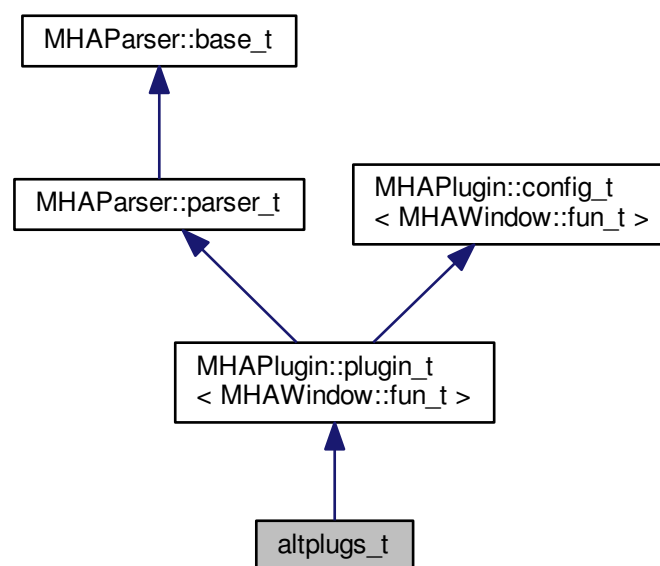 MHAParser::base_t
MHAParser::parser_t
MHAPlugin::config_t
< MHAWindow::fun_t >
MHAPlugin::plugin_t
< MHAWindow::fun_t >
altplugs_t